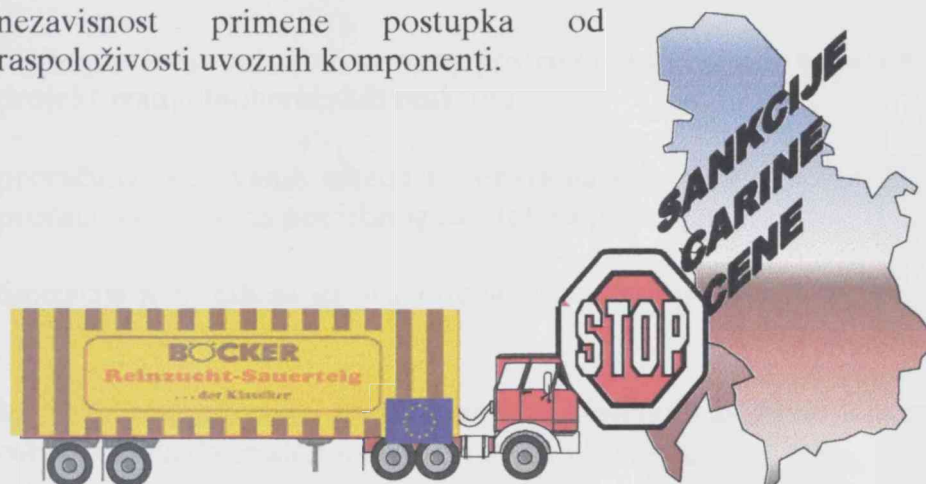 nezavisnost primene postupka od
raspoloživosti uvoznih komponenti.
SANKCIJE
CARINE
CENE
STOP
BÖCKER
Reinzucht-Sauerteig
...der Klassiker